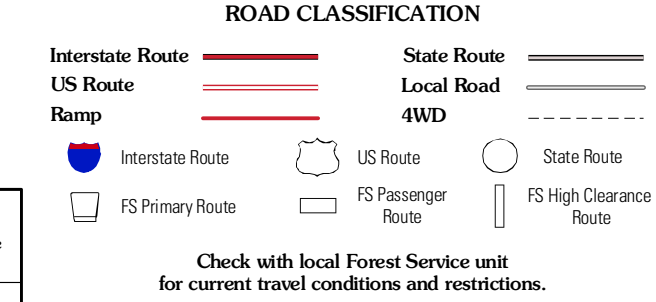 ROAD CLASSIFICATION
Interstate Route
State Route
US Route
Local Road
Ramp
4WD
Interstate Route
US Route
State Route
FS Primary Route
FS Passenger
Route
FS High Clearance
Route
Check with local Forest Service unit
for current travel conditions and restrictions.